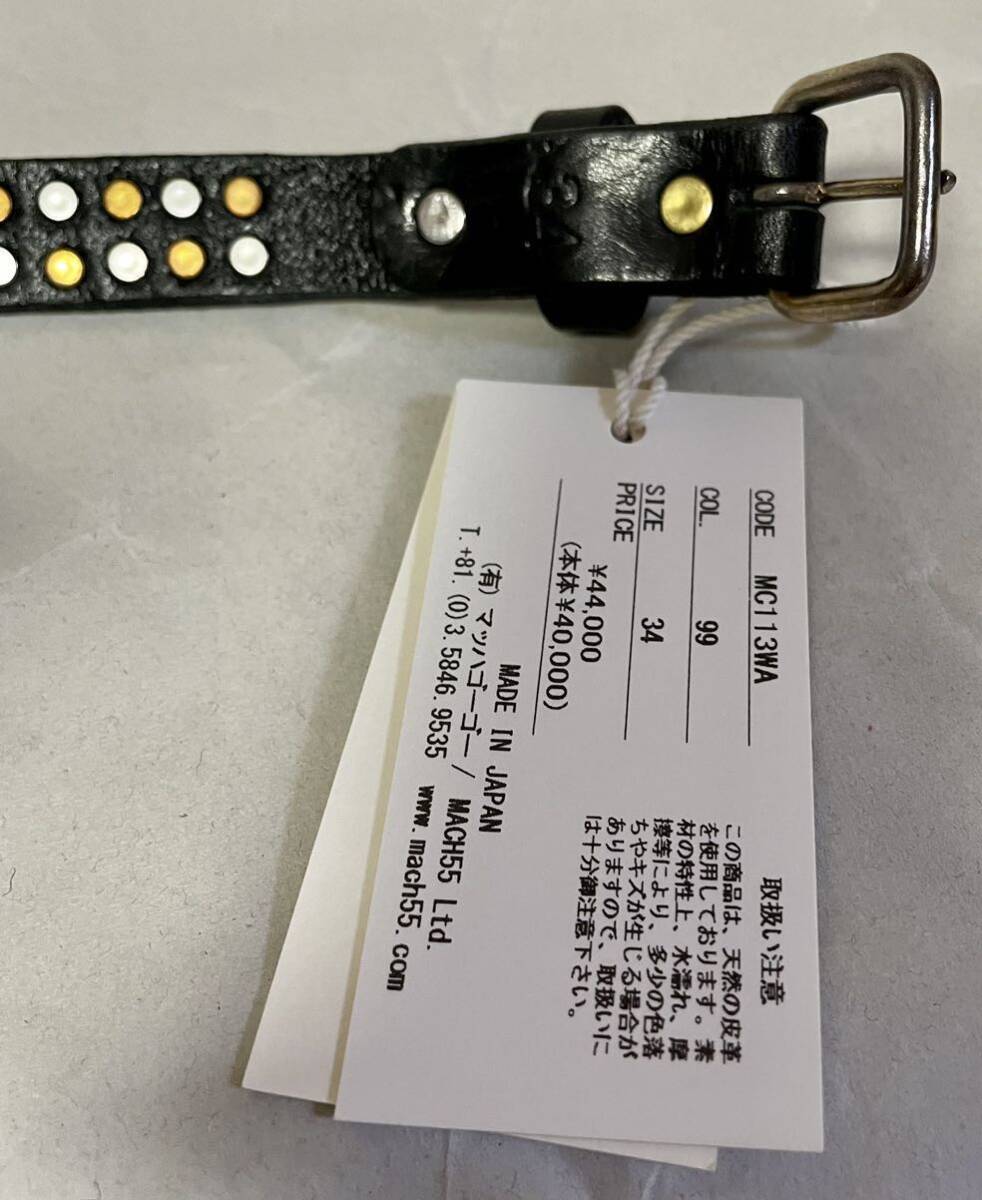 CODE MC113WA
COL. 99
SIZE 34
PRICE
¥44,000
(本体¥40,000)
取扱い注意
この商品は、天然の皮革
を使用しております。素
材の特性上、水濡れ、摩
擦等により、多少の色落
ちやキズが生じる場合が
ありますので、取扱いに
は十分御注意下さい。
MADE IN JAPAN
(有) マッハゴーゴー / MACH55 Ltd.
T. +81. (0)3. 5846. 9535 www.mach55.com